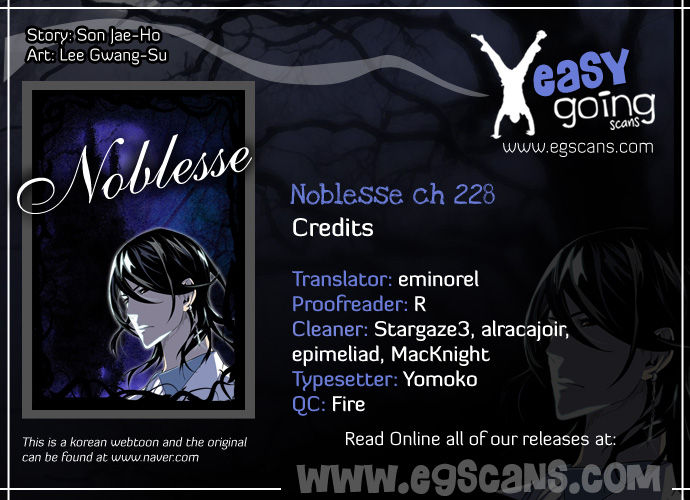 Story: Son Jae-Ho
Art: Lee Gwang-Su
easy
going
scans
www.egscans.com
Noblesse
Noblesse ch 228
Credits
Translator: eminorel
Proofreader: R
Cleaner: Stargaze3, alracajoir,
epimeliad, MacKnight
Typesetter: Yomoko
QC: Fire
This is a korean webtoon and the original
can be found at www.naver.com
Read Online all of our releases at:
www.egscans.com